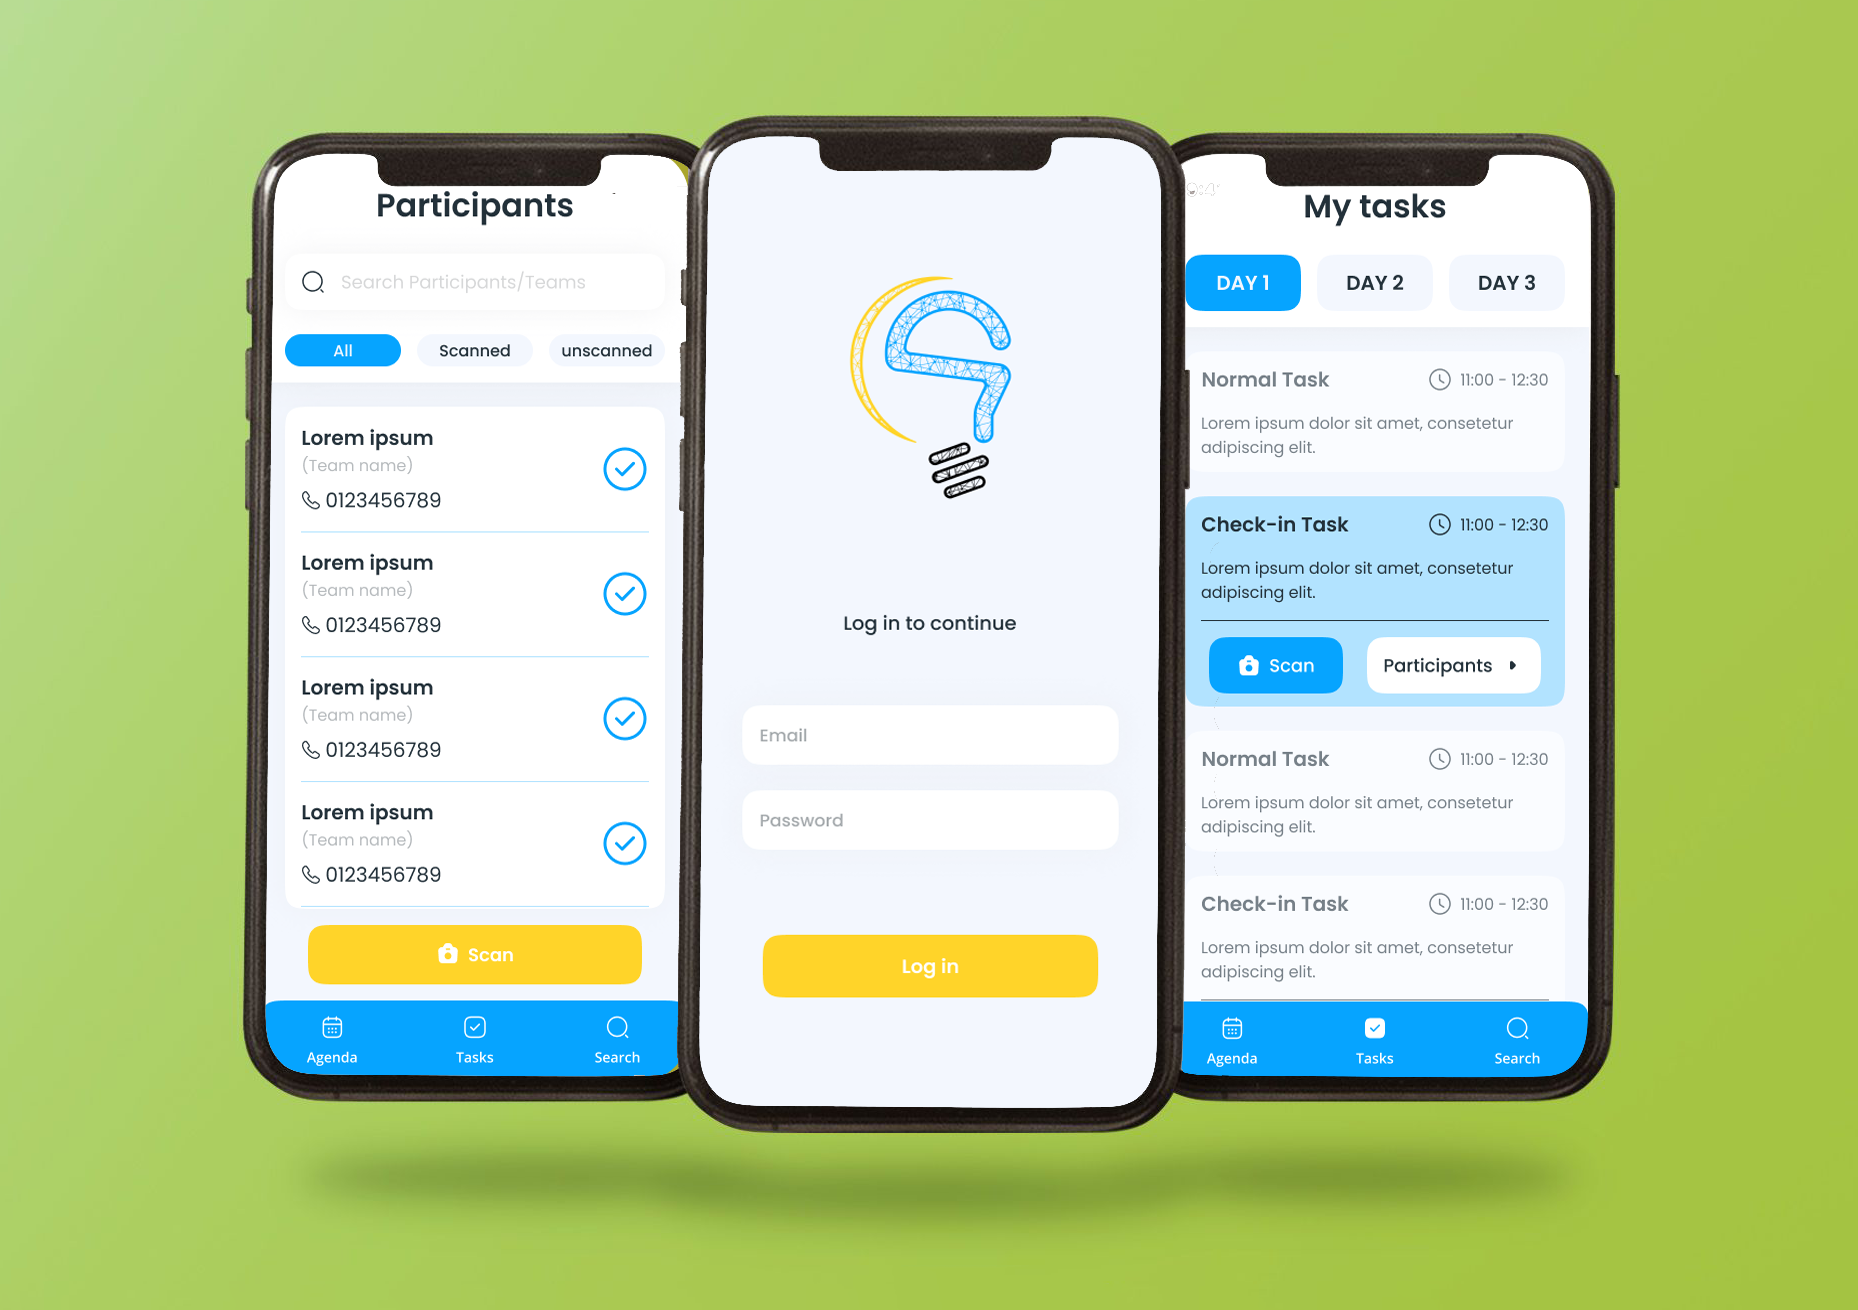 Participants
Search Participants/Teams
All
Scanned
unscanned
Lorem ipsum
(Team name)
0123456789
Lorem ipsum
(Team name)
0123456789
Lorem ipsum
(Team name)
0123456789
Lorem ipsum
(Team name)
0123456789
Scan
Agenda
Tasks
Search
Log in to continue
Email
Password
Log in
My tasks
DAY 1
DAY 2
DAY 3
Normal Task
11:00 - 12:30
Lorem ipsum dolor sit amet, consetetur
adipiscing elit.
Check-in Task
11:00 - 12:30
Lorem ipsum dolor sit amet, consetetur
adipiscing elit.
Scan
Participants
Normal Task
11:00 - 12:30
Lorem ipsum dolor sit amet, consetetur
adipiscing elit.
Check-in Task
11:00 - 12:30
Lorem ipsum dolor sit amet, consetetur
adipiscing elit.
Agenda
Tasks
Search